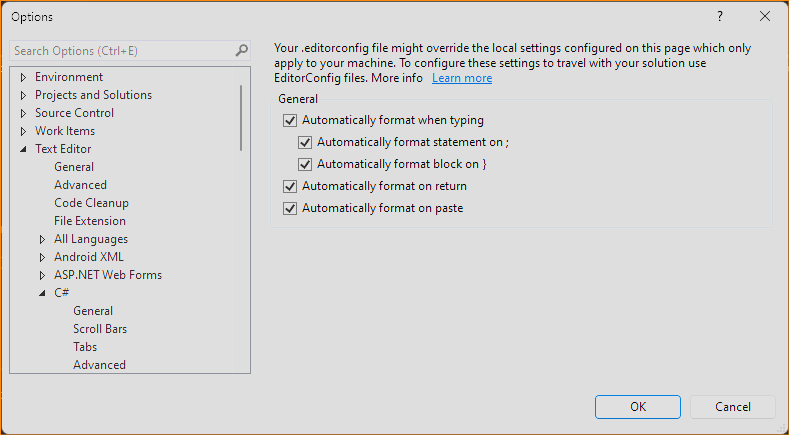 Options
?
Search Options (Ctrl+E)
Environment
Projects and Solutions
Source Control
Work Items
Text Editor
General
Advanced
Code Cleanup
File Extension
All Languages
Android XML
ASP.NET Web Forms
C#
General
Scroll Bars
Tabs
Advanced
Your .editorconfig file might override the local settings configured on this page which only
apply to your machine. To configure these settings to travel with your solution use
EditorConfig files. More info Learn more
General
Automatically format when typing
Automatically format statement on ;
Automatically format block on }
Automatically format on return
Automatically format on paste
OK
Cancel